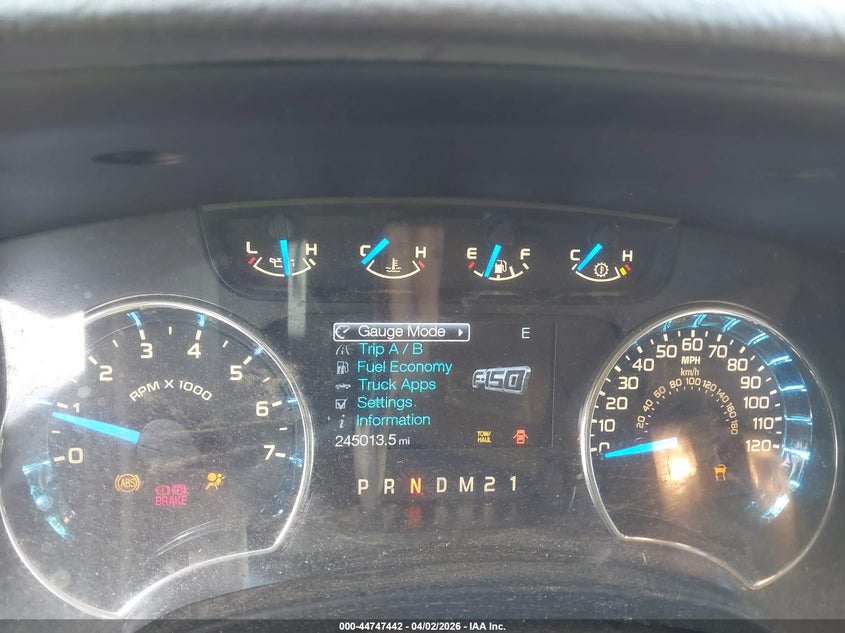 L H
C H
E F
C H
Gauge Mode
E
Trip A / B
Fuel Economy
Truck Apps
Settings
Information
245013.5 mi
TOW/
HAUL
F-150
P R N D M 2 1
0 1 2 3 4 5 6 7
RPM X 1000
ABS
BRAKE
0 10 20 30 40 50 60 70 80 90 100 110 120
MPH
km/h
20 40 60 80 100 120 140 160 180
000-44747442 - 04/02/2026 - IAA Inc.